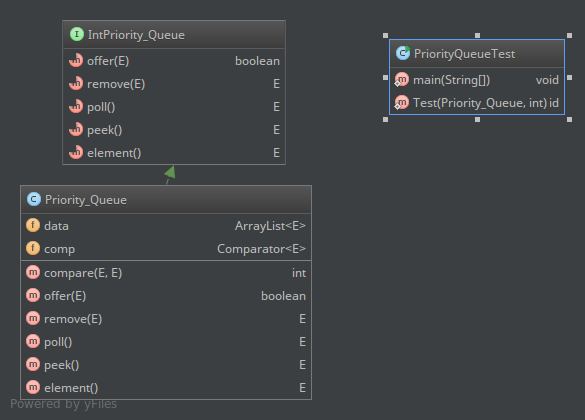 IntPriority_Queue
offer(E) boolean
remove(E) E
poll() E
peek() E
element() E
PriorityQueueTest
main(String[]) void
Test(Priority_Queue, int) id
Priority_Queue
data ArrayList<E>
comp Comparator<E>
compare(E, E) int
offer(E) boolean
remove(E) E
poll() E
peek() E
element() E
Powered by yFiles